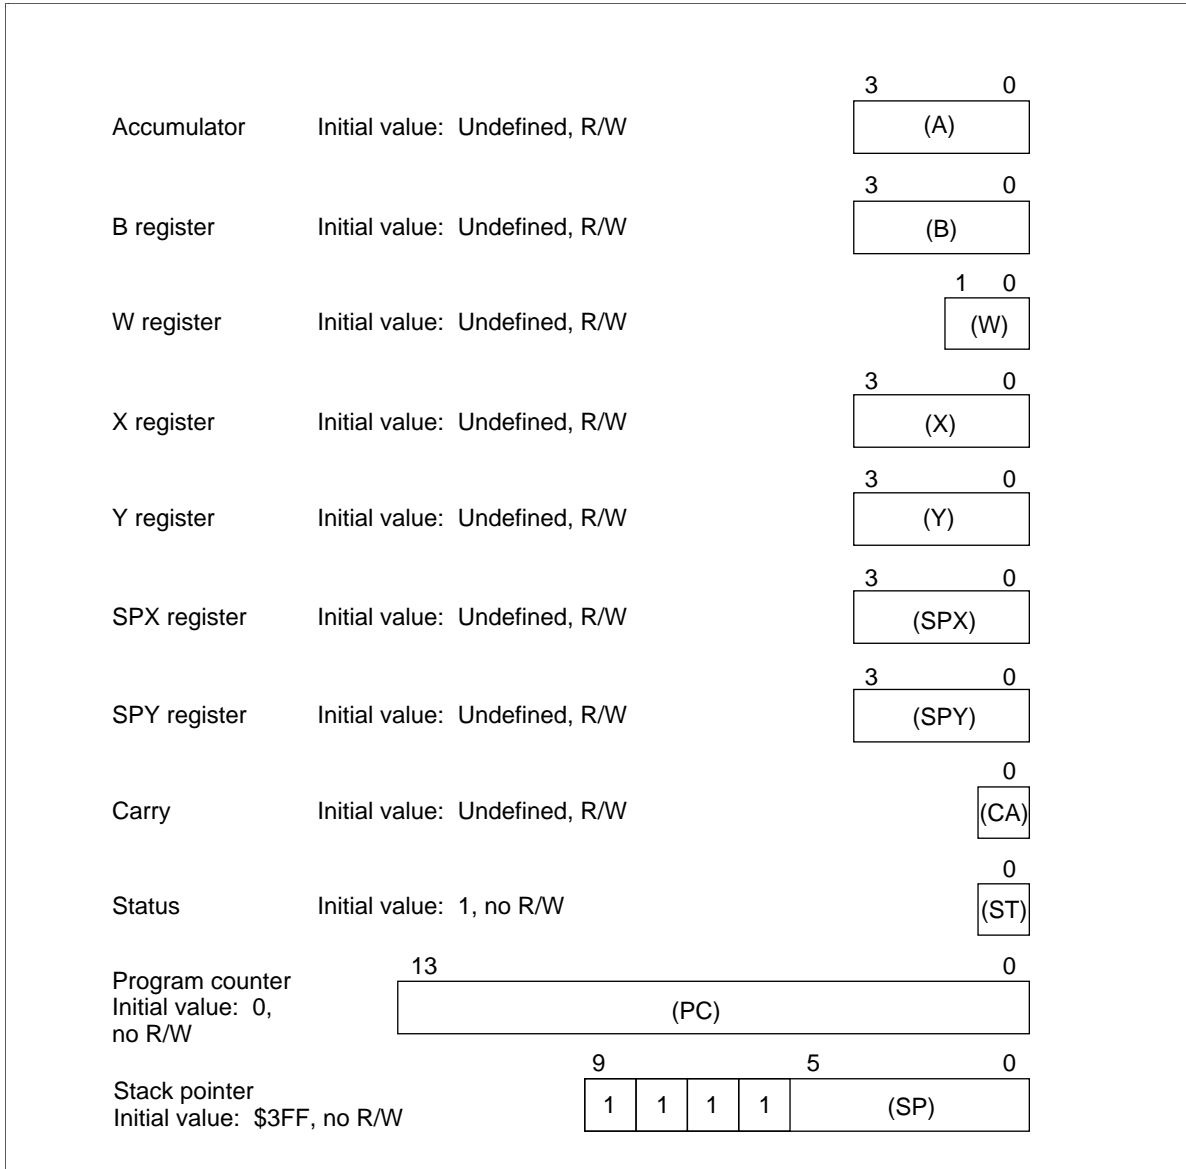 3 0
Accumulator Initial value: Undefined, R/W (A)
3 0
B register Initial value: Undefined, R/W (B)
1 0
W register Initial value: Undefined, R/W (W)
3 0
X register Initial value: Undefined, R/W (X)
3 0
Y register Initial value: Undefined, R/W (Y)
3 0
SPX register Initial value: Undefined, R/W (SPX)
3 0
SPY register Initial value: Undefined, R/W (SPY)
0
Carry Initial value: Undefined, R/W (CA)
0
Status Initial value: 1, no R/W (ST)
13 0
Program counter
Initial value: 0, (PC)
no R/W
9 5 0
Stack pointer
Initial value: $3FF, no R/W 1 1 1 1 (SP)